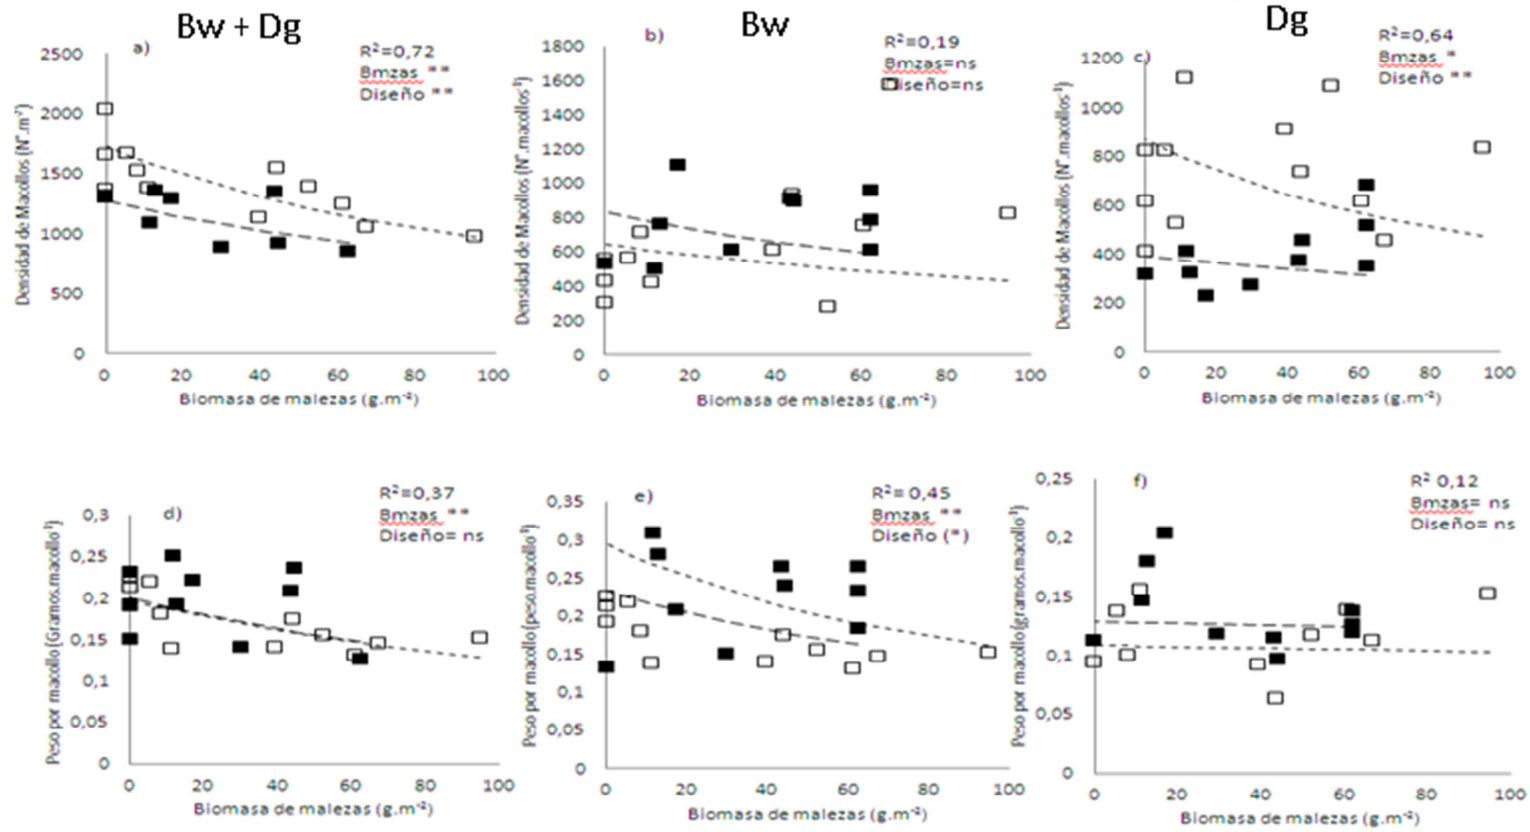 Bw + Dg
Bw
Dg
a)
R²=0,72
Bmzas **
Diseño **
Densidad de Macollos (N°.m⁻²)
2500
2000
1500
1000
500
0
0 20 40 60 80 100
Biomasa de malezas (g.m⁻²)
b)
R²=0,19
Bmzas=ns
Diseño=ns
Densidad de Macollos (N°.macollos⁻¹)
1800
1600
1400
1200
1000
800
600
400
200
0
0 20 40 60 80 100
Biomasa de malezas (g.m⁻²)
c)
R²=0,64
Bmzas *
Diseño **
Densidad de Macollos (N°.macollos⁻¹)
1200
1000
800
600
400
200
0
0 20 40 60 80 100
Biomasa de malezas (g.m⁻²)
d)
R²=0,37
Bmzas **
Diseño= ns
Peso por macollo (Gramos.macollo⁻¹)
0,3
0,25
0,2
0,15
0,1
0,05
0
0 20 40 60 80 100
Biomasa de malezas (g.m⁻²)
e)
R²= 0,45
Bmzas **
Diseño (*)
Peso por macollo (peso.macollo⁻¹)
0,35
0,3
0,25
0,2
0,15
0,1
0,05
0
0 20 40 60 80 100
Biomasa de malezas (g.m⁻²)
f)
R² 0,12
Bmzas= ns
Diseño= ns
Peso por macollo (gramos.macollo⁻¹)
0,25
0,2
0,15
0,1
0,05
0
0 20 40 60 80 100
Biomasa de malezas (g.m⁻²)